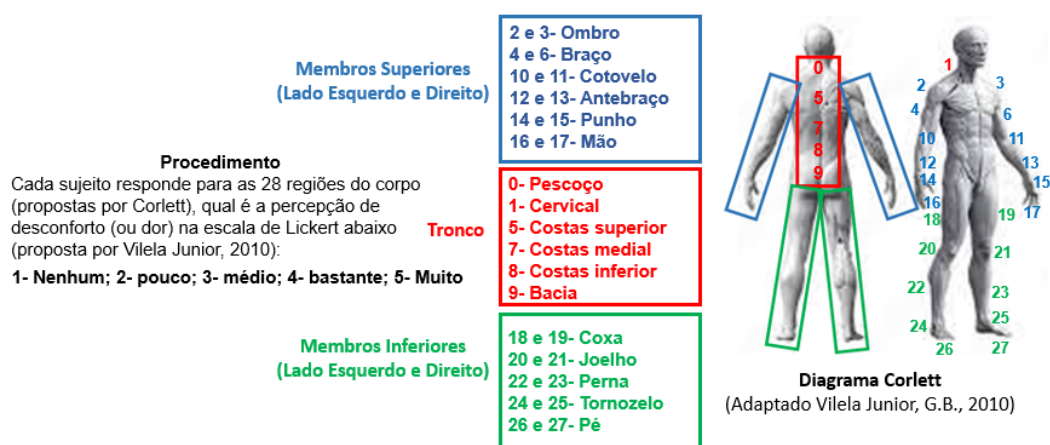 Procedimento
Cada sujeito responde para as 28 regiões do corpo
(propostas por Corlett), qual é a percepção de
desconforto (ou dor) na escala de Lickert abaixo
(proposta por Vilela Junior, 2010):
1- Nenhum; 2- pouco; 3- médio; 4- bastante; 5- Muito
Membros Superiores
(Lado Esquerdo e Direito)
2 e 3- Ombro
4 e 6- Braço
10 e 11- Cotovelo
12 e 13- Antebraço
14 e 15- Punho
16 e 17- Mão
Tronco
0- Pescoço
1- Cervical
5- Costas superior
7- Costas medial
8- Costas inferior
9- Bacia
Membros Inferiores
(Lado Esquerdo e Direito)
18 e 19- Coxa
20 e 21- Joelho
22 e 23- Perna
24 e 25- Tornozelo
26 e 27- Pé
0
5
7
8
9
1
2 3
4 6
10 11
12 13
14 15
16 17
18 19
20 21
22 23
24 25
26 27
Diagrama Corlett
(Adaptado Vilela Junior, G.B., 2010)